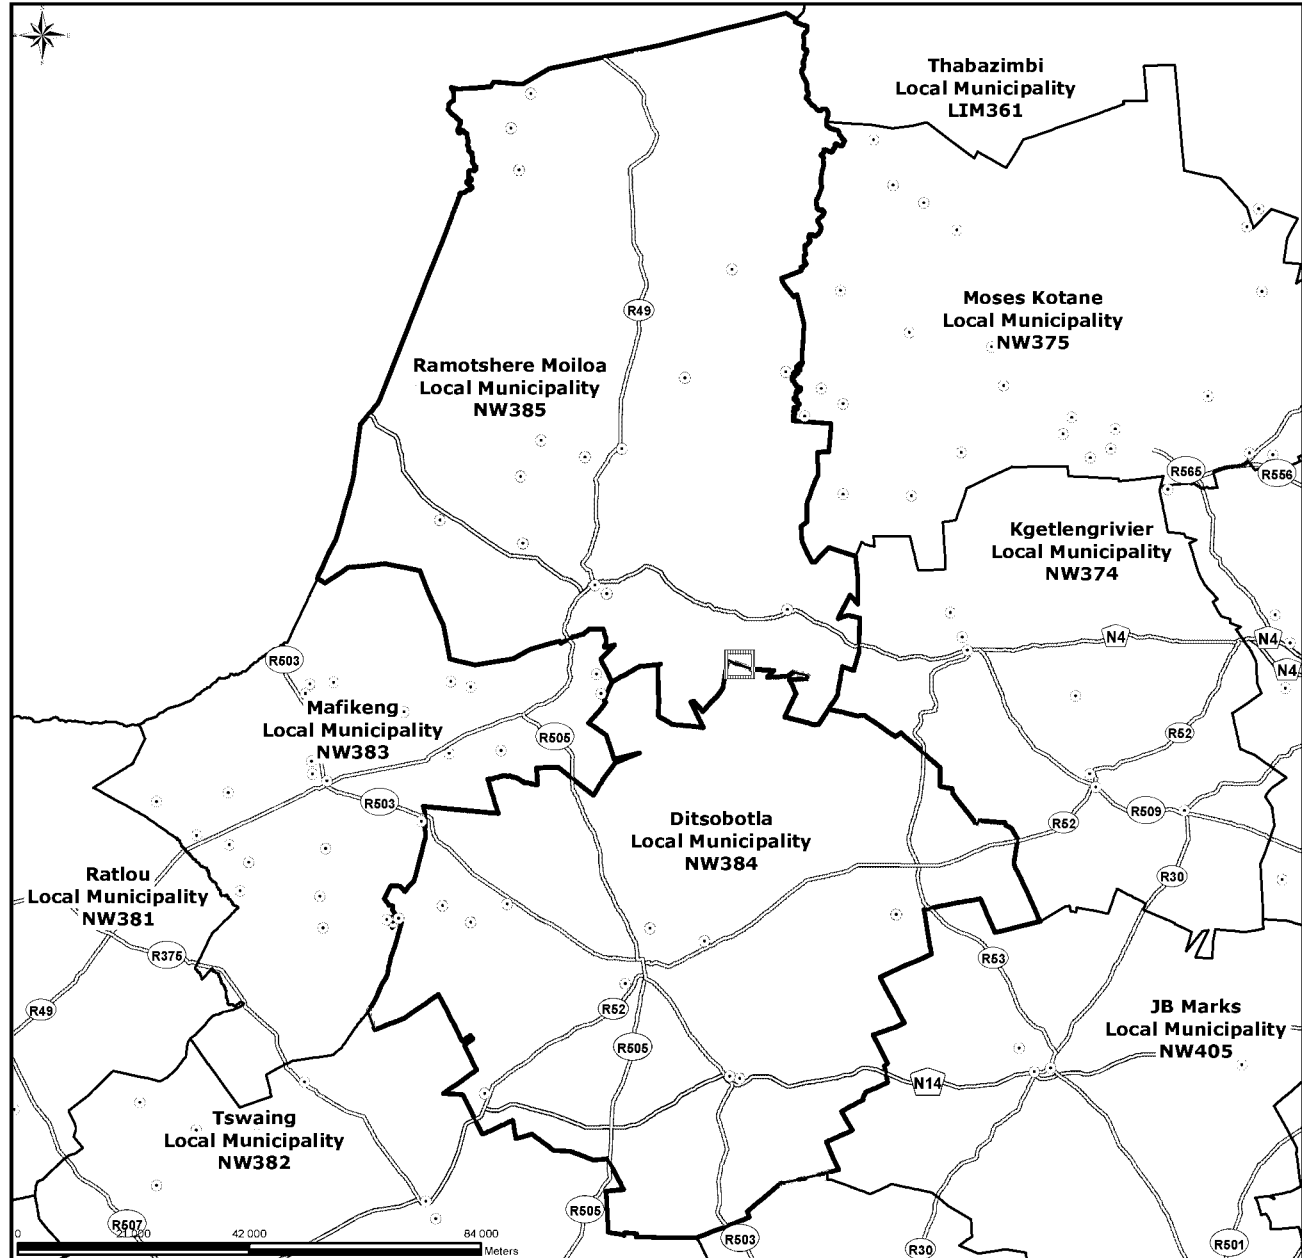 Thabazimbi
Local Municipality
LIM361
Moses Kotane
Local Municipality
NW375
R49
Ramotshere Moiloa
Local Municipality
NW385
R565
R556
Kgetlengrivier
Local Municipality
NW374
N4
N4
N4
R503
Mafikeng
Local Municipality
NW383
R505
R52
R503
Ditsobotla
Local Municipality
NW384
R52
R509
R30
Ratlou
Local Municipality
NW381
R375
R53
R49
R52
R505
JB Marks
Local Municipality
NW405
N14
Tswaing
Local Municipality
NW382
R507
R505
R503
R30
R501
0 21 000 42 000 84 000
Meters